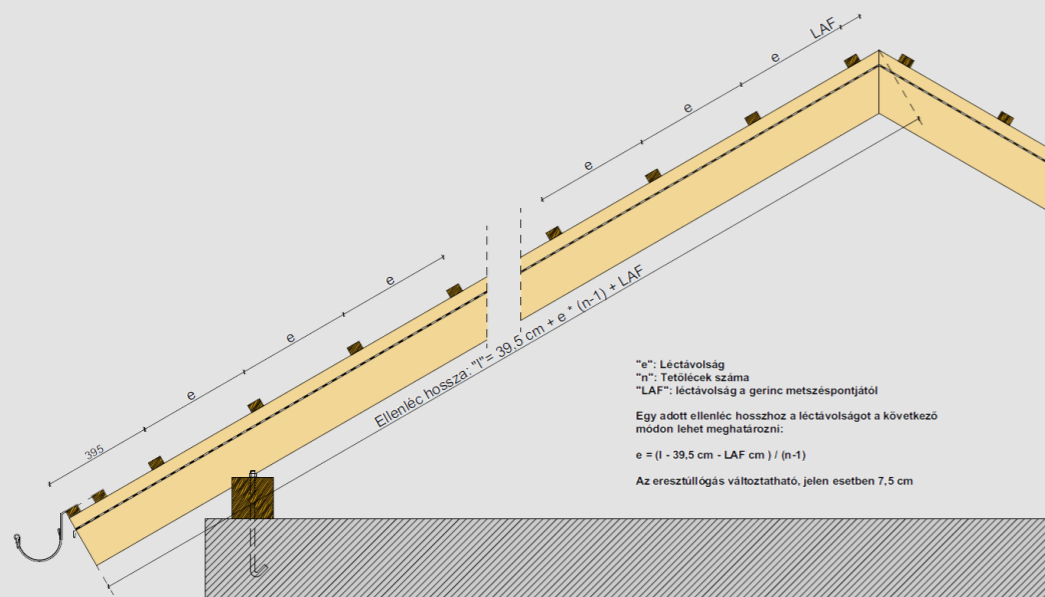 LAF
e
e
e
e
e
e
395
Ellenléc hossza: "l"= 39,5 cm + e * (n-1) + LAF
"e": Léctávolság
"n": Tetőlécek száma
"LAF": léctávolság a gerinc metszéspontjától
Egy adott ellenléc hosszhoz a léctávolságot a következő
módon lehet meghatározni:
e = (l - 39,5 cm - LAF cm ) / (n-1)
Az eresztúllógás változtatható, jelen esetben 7,5 cm